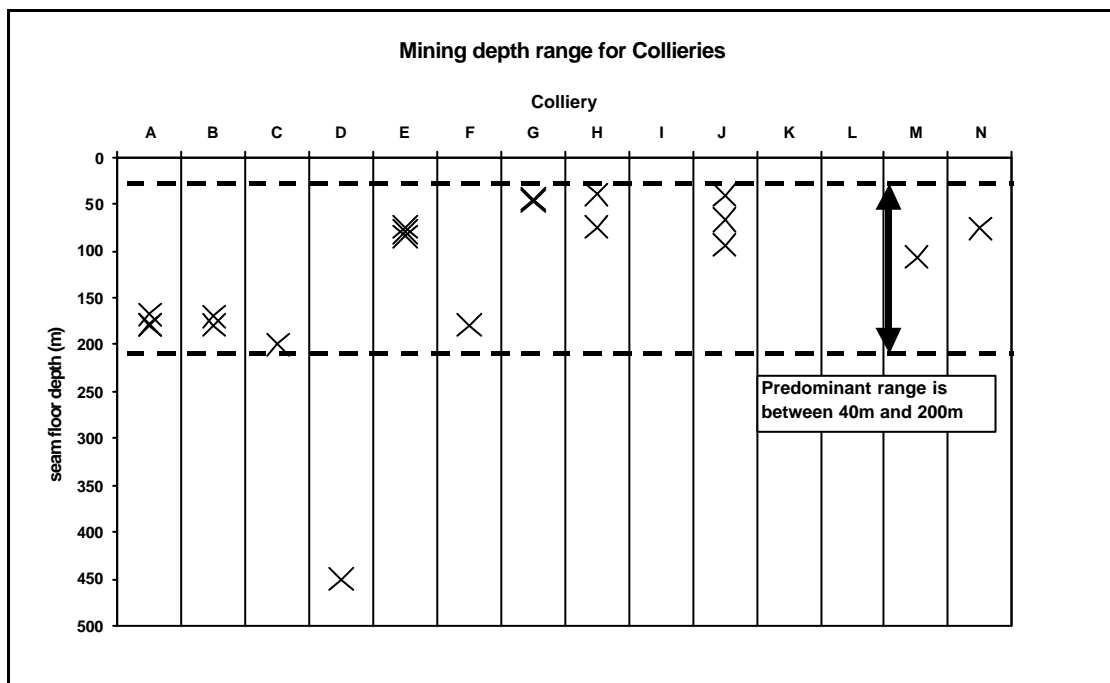 Mining depth range for Collieries
Colliery
A B C D E F G H I J K L M N
0
50
100
150
200
250
300
350
400
450
500
seam floor depth (m)
Predominant range is
between 40m and 200m